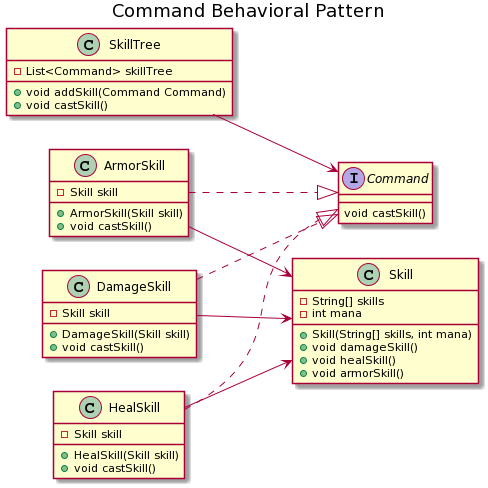 Command Behavioral Pattern
C SkillTree
List<Command> skillTree
void addSkill(Command Command)
void castSkill()
C ArmorSkill
Skill skill
ArmorSkill(Skill skill)
void castSkill()
I Command
void castSkill()
C DamageSkill
Skill skill
DamageSkill(Skill skill)
void castSkill()
C Skill
String[] skills
int mana
Skill(String[] skills, int mana)
void damageSkill()
void healSkill()
void armorSkill()
C HealSkill
Skill skill
HealSkill(Skill skill)
void castSkill()